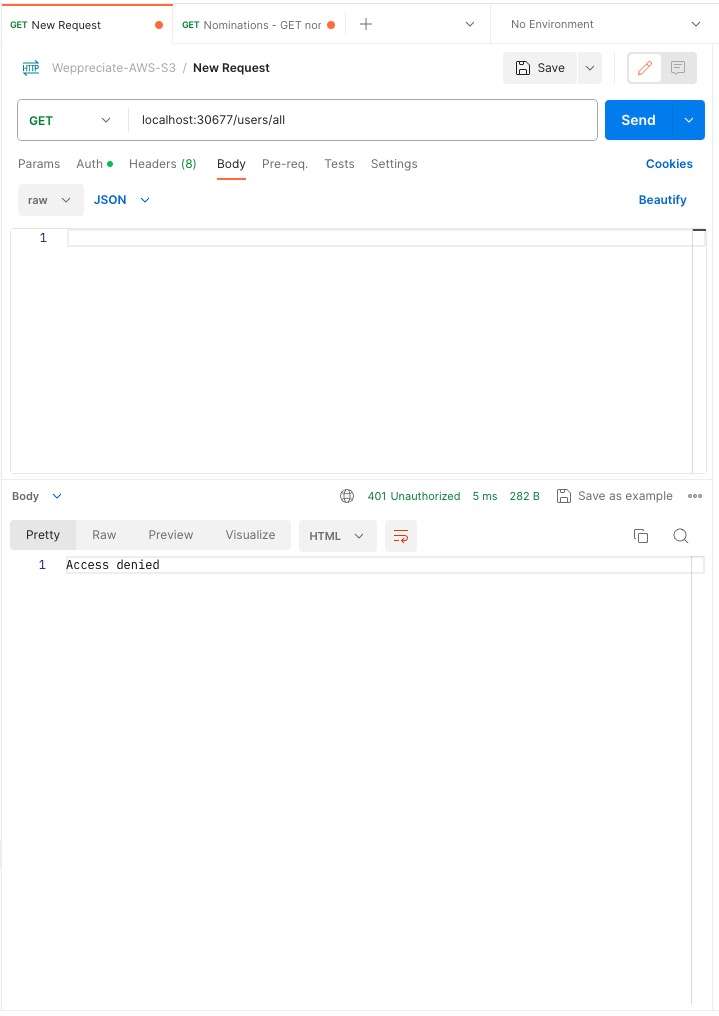 GET New Request GET Nominations - GET nor No Environment
HTTP Weppreciate-AWS-S3 / New Request Save
GET localhost:30677/users/all Send
Params Auth Headers (8) Body Pre-req. Tests Settings Cookies
raw JSON Beautify
1
Body 401 Unauthorized 5 ms 282 B Save as example
Pretty Raw Preview Visualize HTML
1 Access denied